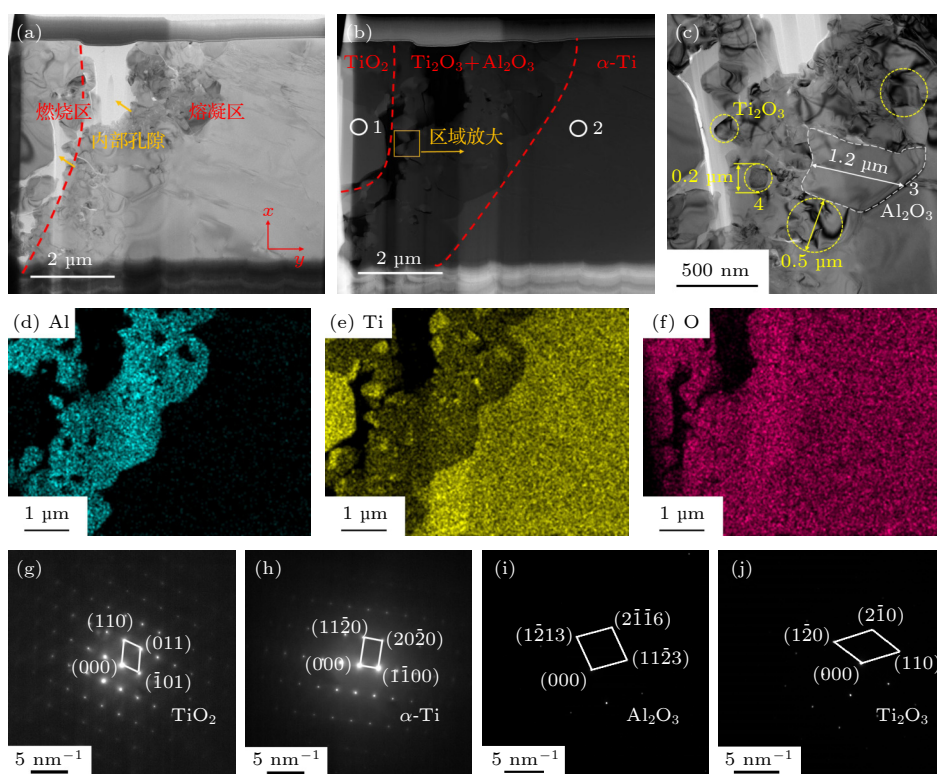 (a)
燃烧区
熔凝区
内部孔隙
x
y
2 µm
(b)
TiO₂
Ti₂O₃+Al₂O₃
α-Ti
1
2
区域放大
2 µm
(c)
Ti₂O₃
1.2 µm
0.2 µm
3
4
Al₂O₃
0.5 µm
500 nm
(d) Al
1 µm
(e) Ti
1 µm
(f) O
1 µm
(g)
(110)
(011)
(000)
(1̄01)
TiO₂
5 nm⁻¹
(h)
(112̄0)
(202̄0)
(000)
(11̄00)
α-Ti
5 nm⁻¹
(i)
(21̄1̄6)
(12̄13)
(112̄3)
(000)
Al₂O₃
5 nm⁻¹
(j)
(21̄0)
(12̄0)
(110)
(000)
Ti₂O₃
5 nm⁻¹